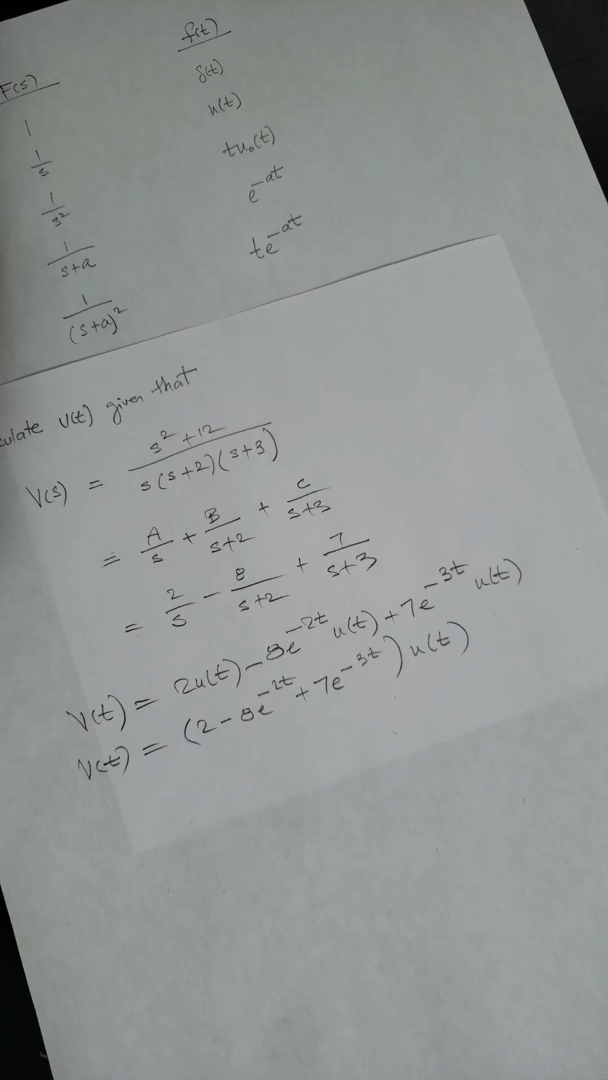 F(s) f(t)
1 δ(t)
1/s u(t)
1/s² tu₀(t)
1/(s+a) e^-at
1/(s+a)² te^-at
culate v(t) given that
V(s) = (s²+12)/(s(s+2)(s+3))
= A/s + B/(s+2) + C/(s+3)
= 2/s - 8/(s+2) + 7/(s+3)
V(t) = 2u(t) - 8e^-2t u(t) + 7e^-3t u(t)
V(t) = (2 - 8e^-2t + 7e^-3t) u(t)